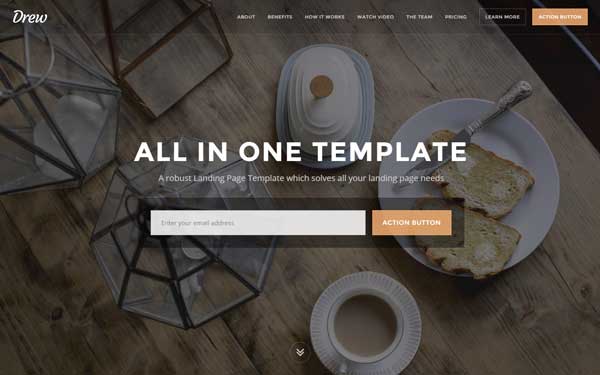 Drew
ABOUT
BENEFITS
HOW IT WORKS
WATCH VIDEO
THE TEAM
PRICING
LEARN MORE
ACTION BUTTON
ALL IN ONE TEMPLATE
A robust Landing Page Template which solves all your landing page needs
Enter your email address
ACTION BUTTON